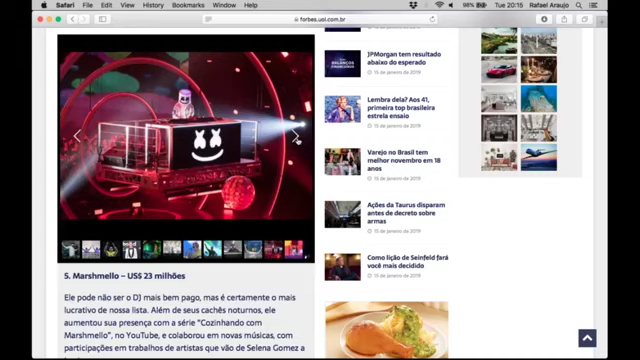 Safari File Edit View History Bookmarks Window Help
98% Tue 20:15 Rafael Araujo
forbes.uol.com.br
JPMorgan tem resultado
abaixo do esperado
15 de janeiro de 2019
Lembra dela? Aos 41,
primeira top brasileira
estrela ensaio
15 de janeiro de 2019
Varejo no Brasil tem
melhor novembro em 18
anos
15 de janeiro de 2019
Ações da Taurus disparam
antes de decreto sobre
armas
15 de janeiro de 2019
Como lição de Seinfeld fará
você mais decidido
15 de janeiro de 2019
5. Marshmello – US$ 23 milhões
Ele pode não ser o DJ mais bem pago, mas é certamente o mais
lucrativo de nossa lista. Além de seus cachês noturnos, ele
aumentou sua presença com a série “Cozinhando com
Marshmello”, no YouTube, e colaborou em novas músicas, com
participações em trabalhos de artistas que vão de Selena Gomez a